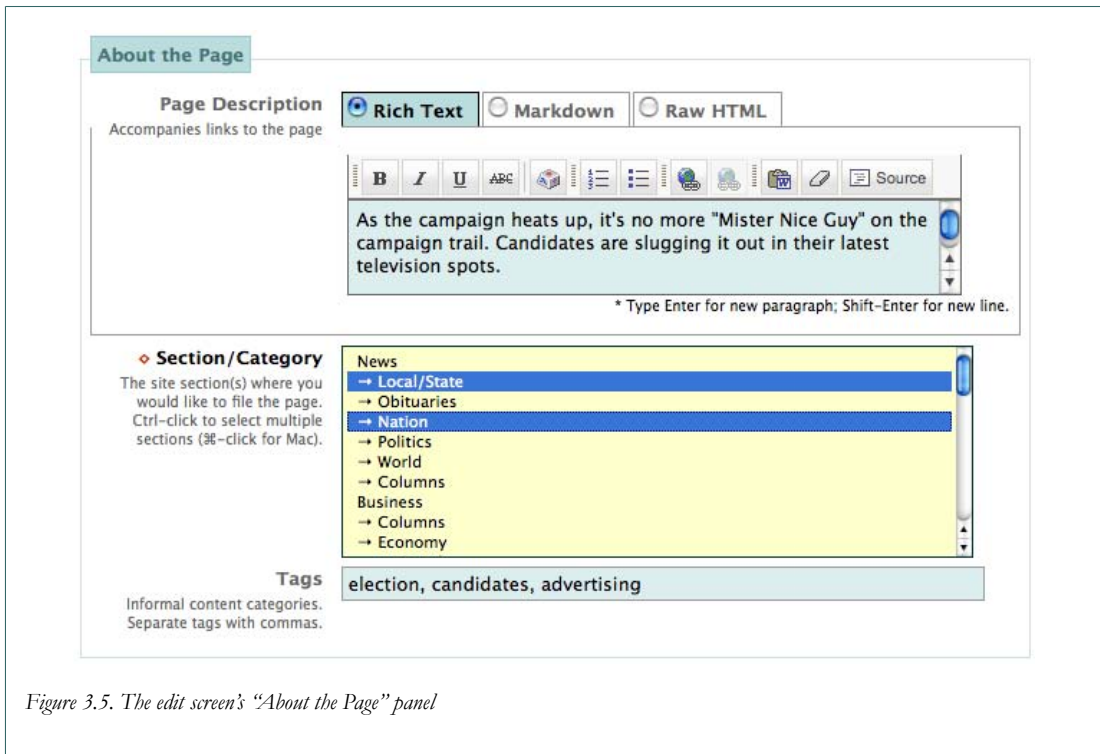 About the Page
Page Description
Accompanies links to the page
Rich Text Markdown Raw HTML
B I U ABC Source
As the campaign heats up, it's no more "Mister Nice Guy" on the
campaign trail. Candidates are slugging it out in their latest
television spots.
* Type Enter for new paragraph; Shift-Enter for new line.
Section/Category
The site section(s) where you
would like to file the page.
Ctrl-click to select multiple
sections (⌘-click for Mac).
News
→ Local/State
→ Obituaries
→ Nation
→ Politics
→ World
→ Columns
Business
→ Columns
→ Economy
Tags
Informal content categories.
Separate tags with commas.
election, candidates, advertising
Figure 3.5. The edit screen's “About the Page” panel